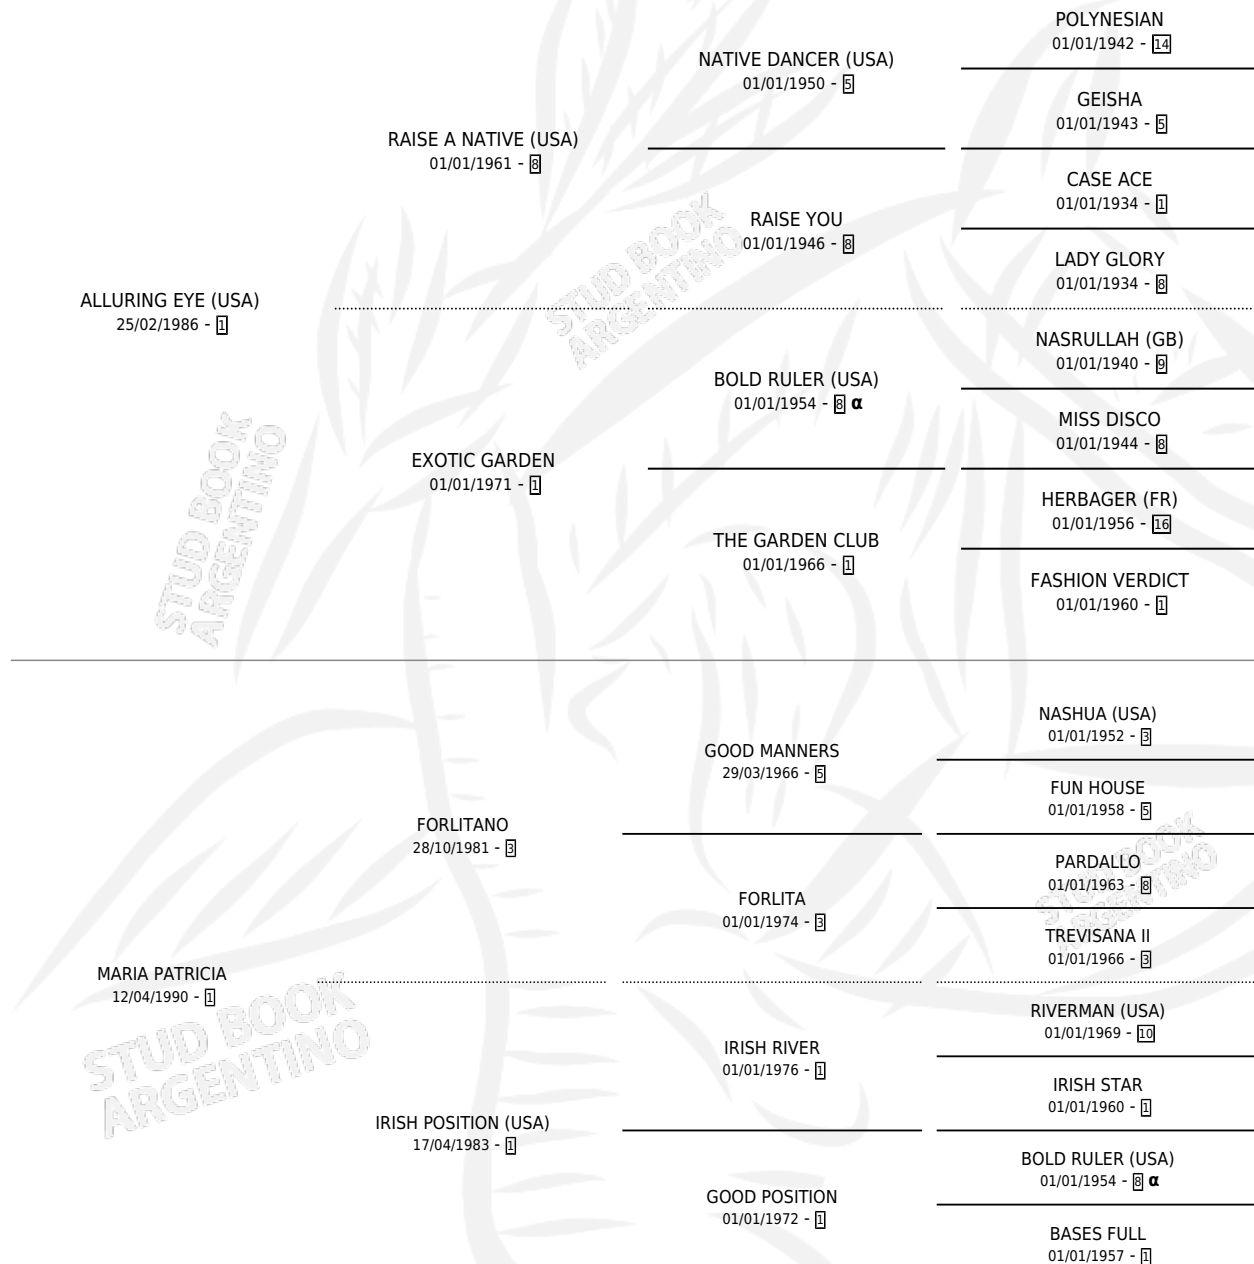 POLYNESIAN
01/01/1942 - 14
NATIVE DANCER (USA)
01/01/1950 - 5
GEISHA
01/01/1943 - 5
RAISE A NATIVE (USA)
01/01/1961 - 8
CASE ACE
01/01/1934 - 1
RAISE YOU
01/01/1946 - 8
LADY GLORY
01/01/1934 - 8
ALLURING EYE (USA)
25/02/1986 - 1
NASRULLAH (GB)
01/01/1940 - 9
BOLD RULER (USA)
01/01/1954 - 8 α
MISS DISCO
01/01/1944 - 8
EXOTIC GARDEN
01/01/1971 - 1
HERBAGER (FR)
01/01/1956 - 16
THE GARDEN CLUB
01/01/1966 - 1
FASHION VERDICT
01/01/1960 - 1
STUD BOOK
ARGENTINO
STUD BOOK
ARGENTINO
NASHUA (USA)
01/01/1952 - 3
GOOD MANNERS
29/03/1966 - 5
FUN HOUSE
01/01/1958 - 5
FORLITANO
28/10/1981 - 3
PARDALLO
01/01/1963 - 8
FORLITA
01/01/1974 - 3
TREVISANA II
01/01/1966 - 3
MARIA PATRICIA
12/04/1990 - 1
RIVERMAN (USA)
01/01/1969 - 10
IRISH RIVER
01/01/1976 - 1
IRISH STAR
01/01/1960 - 1
IRISH POSITION (USA)
17/04/1983 - 1
BOLD RULER (USA)
01/01/1954 - 8 α
GOOD POSITION
01/01/1972 - 1
BASES FULL
01/01/1957 - 1
STUD BOOK
ARGENTINO
STUD BOOK
ARGENTINO